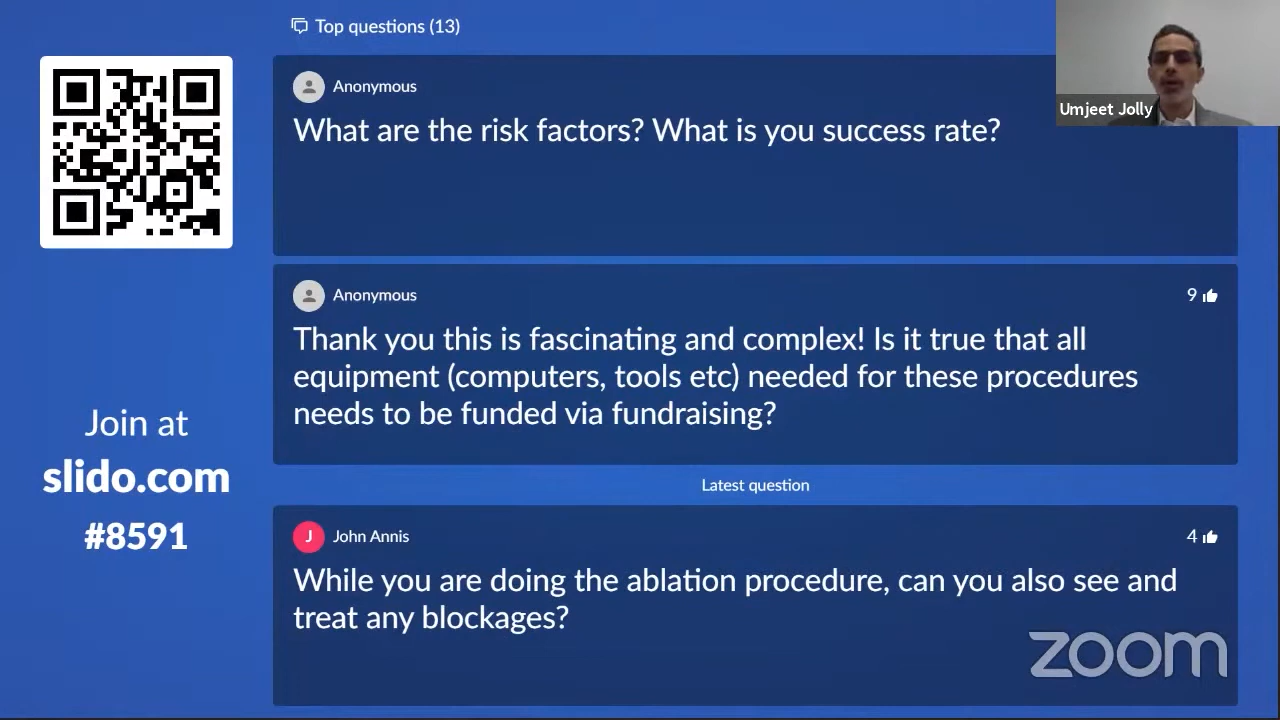 Top questions (13)
Umjeet Jolly
Anonymous
What are the risk factors? What is you success rate?
Anonymous
9
Thank you this is fascinating and complex! Is it true that all
equipment (computers, tools etc) needed for these procedures
needs to be funded via fundraising?
Join at
slido.com
#8591
Latest question
J
John Annis
4
While you are doing the ablation procedure, can you also see and
treat any blockages?
zoom